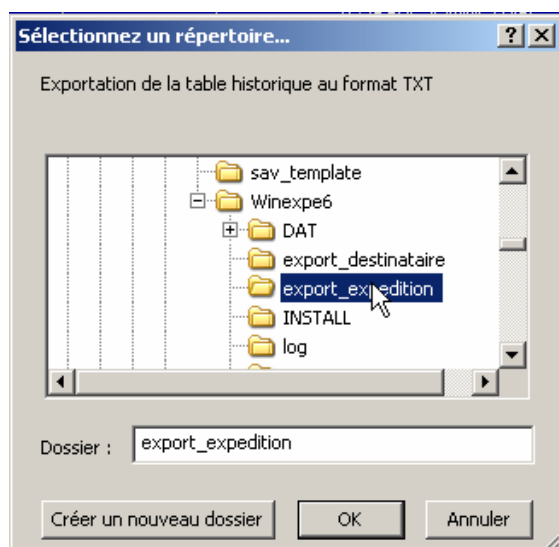 Sélectionnez un répertoire...
Exportation de la table historique au format TXT
sav_template
Winexpe6
DAT
export_destinataire
export_expedition
INSTALL
log
Dossier :
export_expedition
Créer un nouveau dossier
OK
Annuler